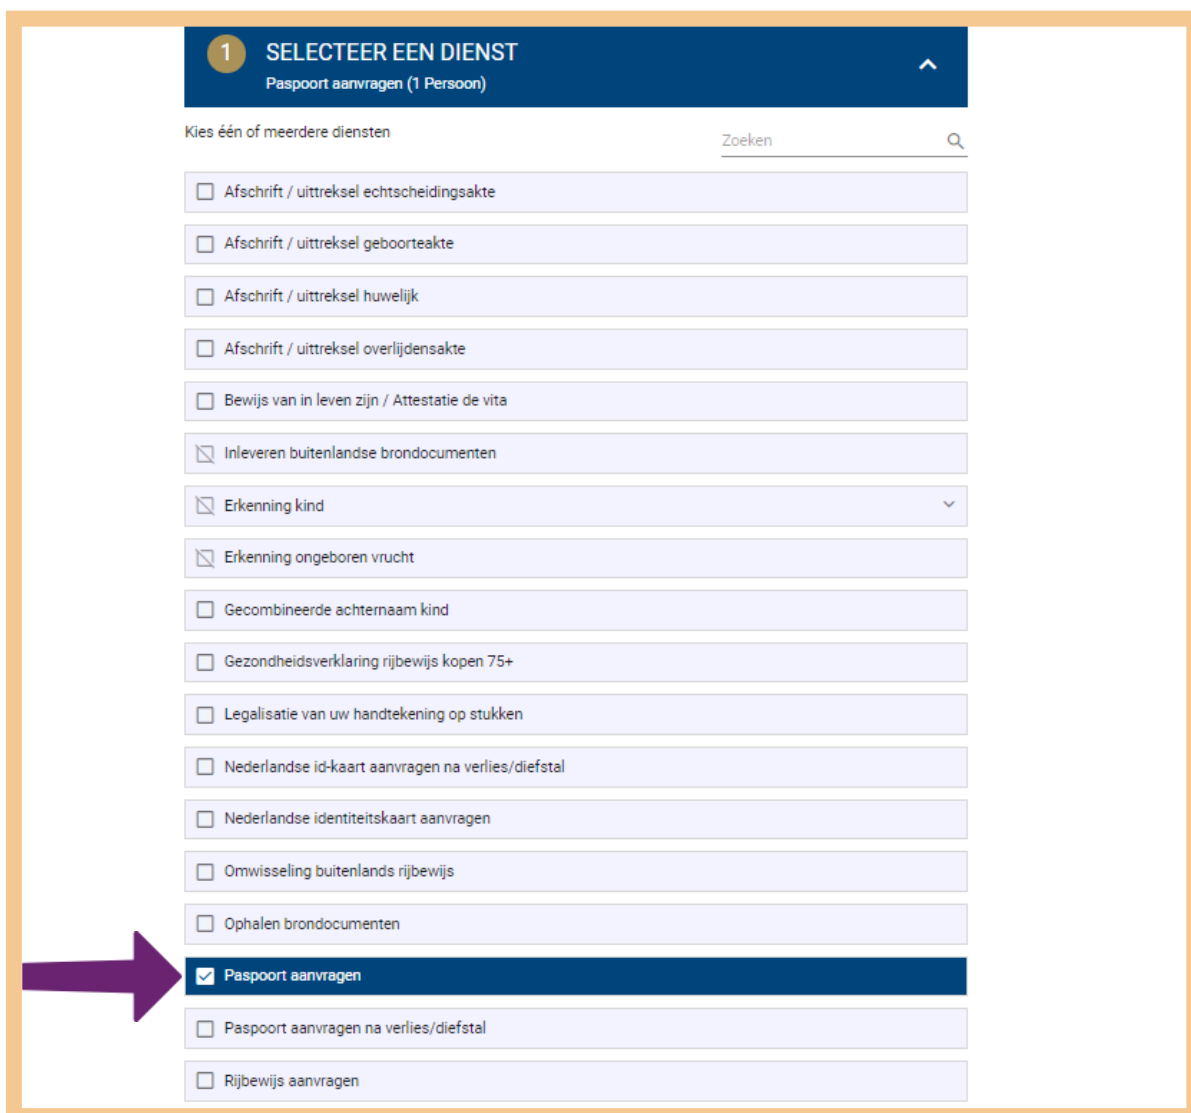 1
SELECTEER EEN DIENST
Paspoort aanvragen (1 Persoon)
Kies één of meerdere diensten
Zoeken
Afschrift / uittreksel echtscheidingsakte
Afschrift / uittreksel geboorteakte
Afschrift / uittreksel huwelijk
Afschrift / uittreksel overlijdensakte
Bewijs van in leven zijn / Attestatie de vita
Inleveren buitenlandse brondocumenten
Erkenning kind
Erkenning ongeboren vrucht
Gecombineerde achternaam kind
Gezondheidsverklaring rijbewijs kopen 75+
Legalisatie van uw handtekening op stukken
Nederlandse id-kaart aanvragen na verlies/diefstal
Nederlandse identiteitskaart aanvragen
Omwisseling buitenlands rijbewijs
Ophalen brondocumenten
Paspoort aanvragen
Paspoort aanvragen na verlies/diefstal
Rijbewijs aanvragen